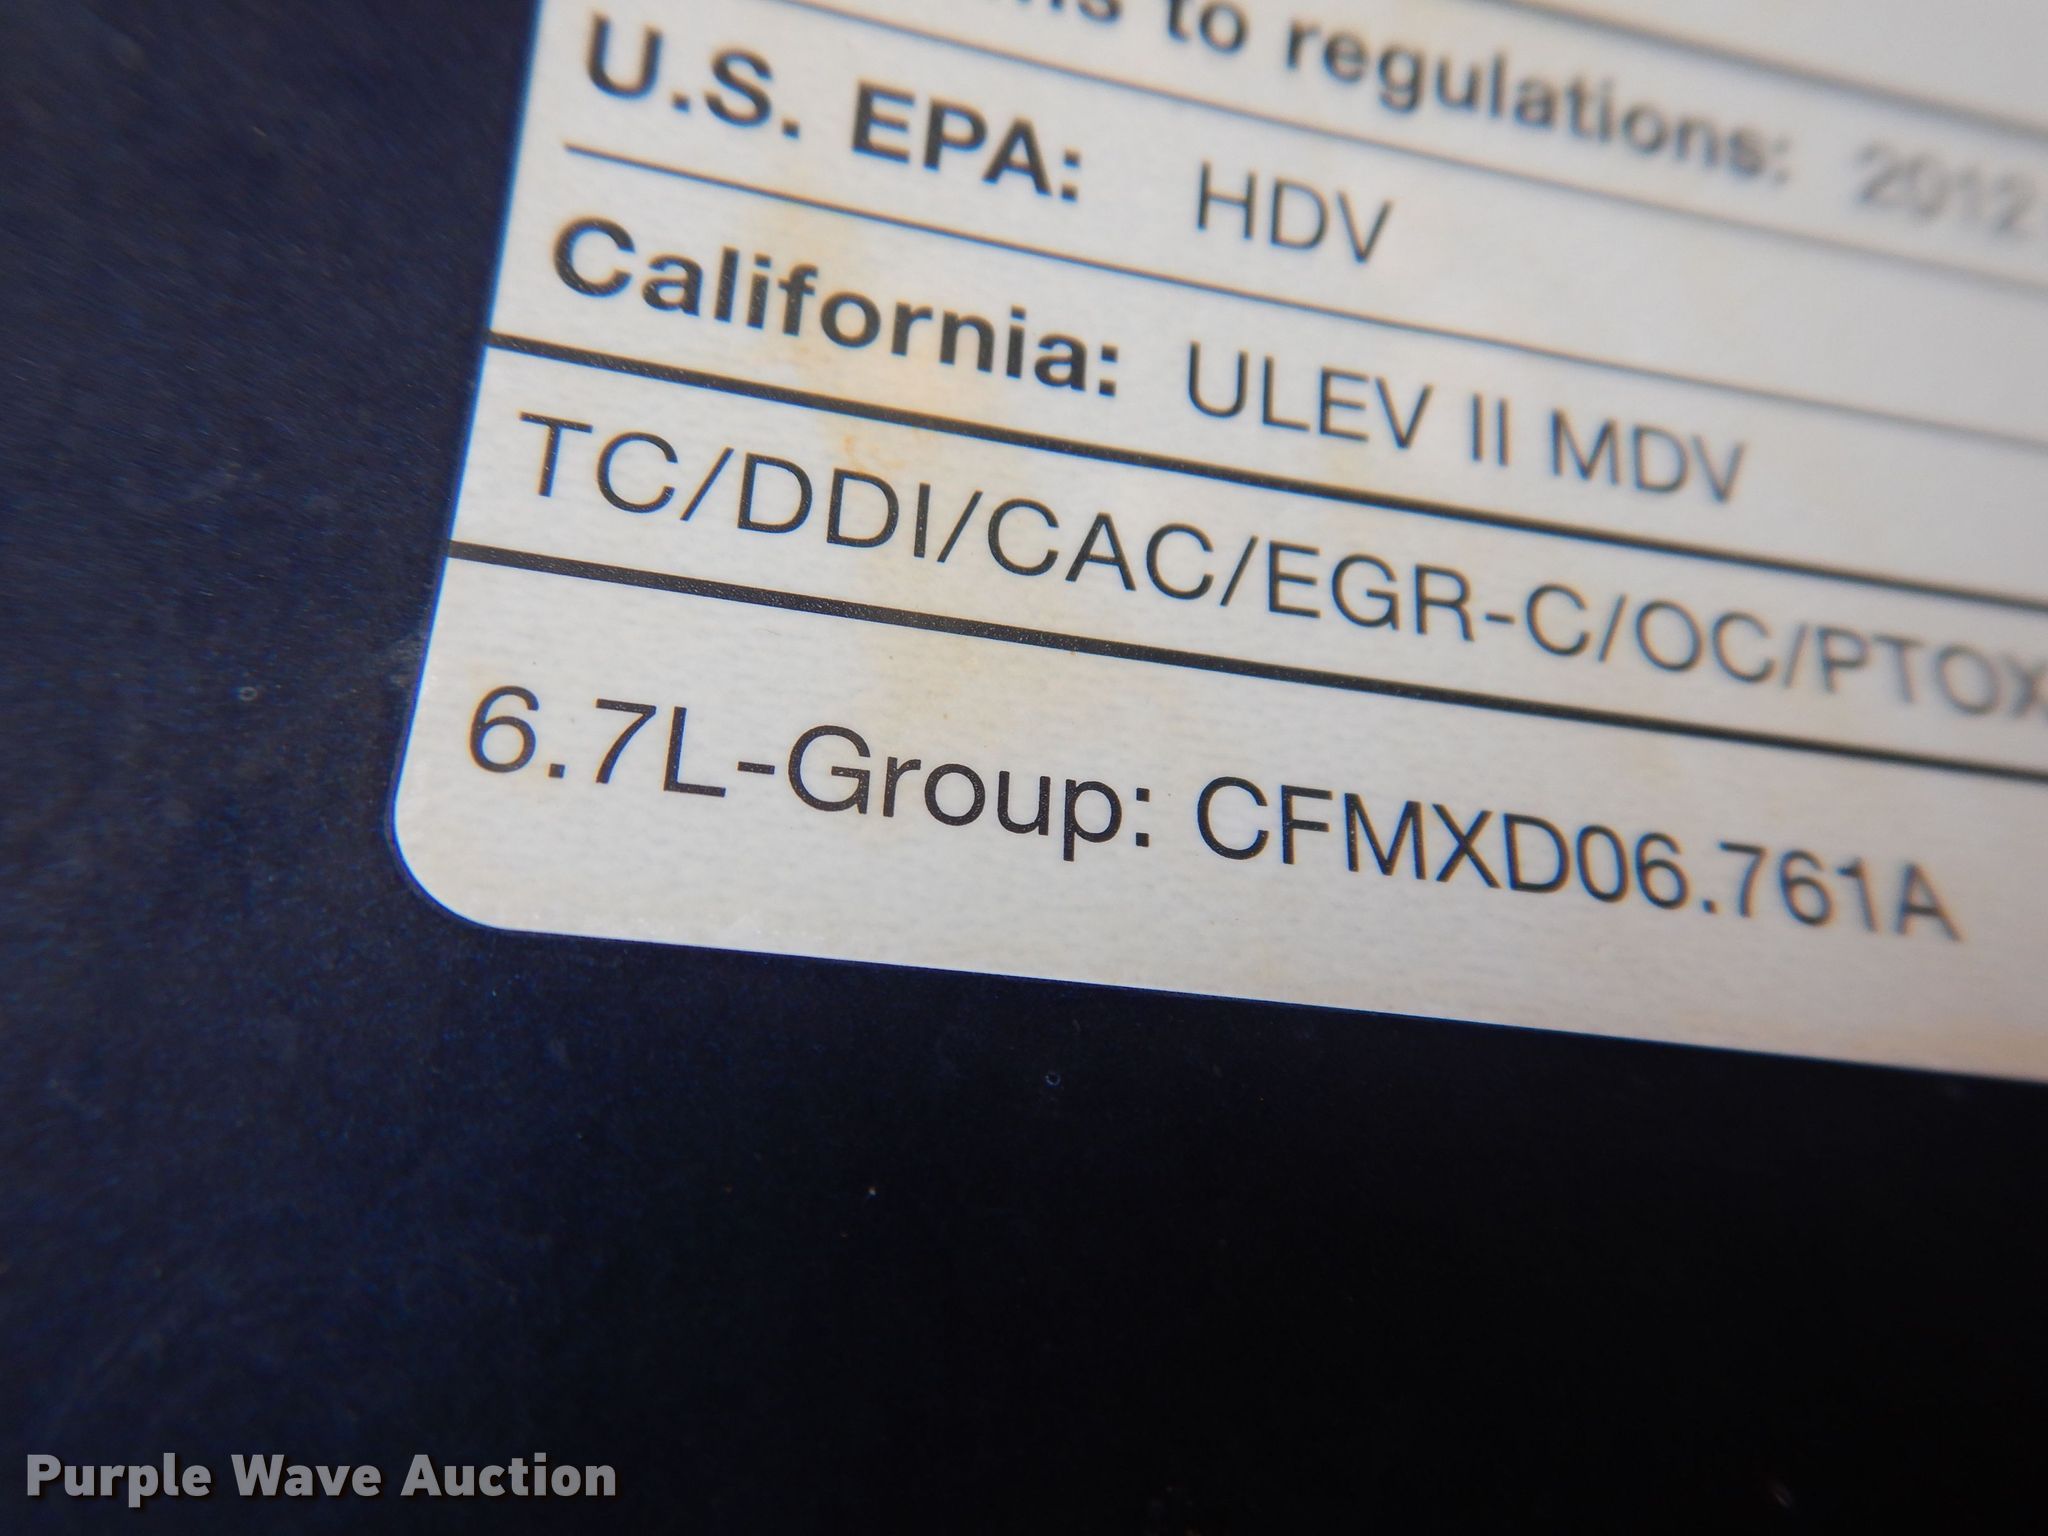 to regulations: 2012
U.S. EPA: HDV
California: ULEV II MDV
TC/DDI/CAC/EGR-C/OC/PTOX
6.7L-Group: CFMXD06.761A
Purple Wave Auction